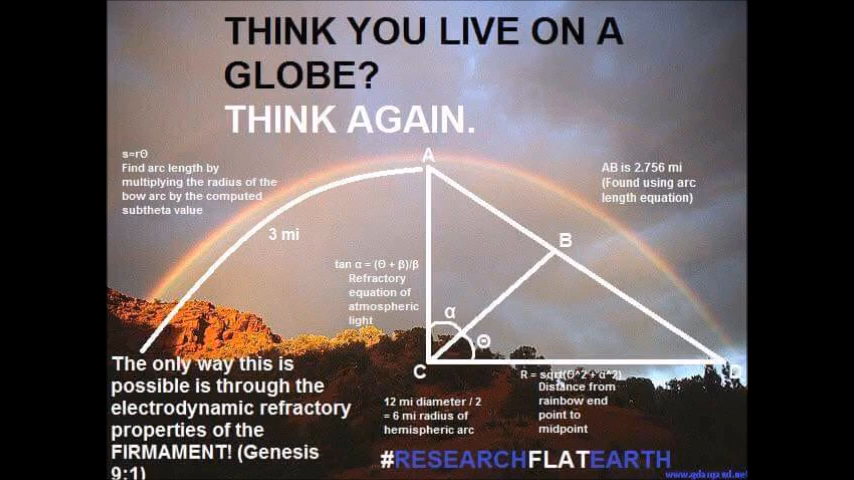 THINK YOU LIVE ON A
GLOBE?
THINK AGAIN.
s=rΘ
Find arc length by
multiplying the radius of the
bow arc by the computed
subtheta value
A
AB is 2.756 mi
(Found using arc
length equation)
3 mi
B
tan α = (Θ + β)/β
Refractory
equation of
atmospheric
light
α
Θ
C
D
The only way this is
possible is through the
electrodynamic refractory
properties of the
FIRMAMENT! (Genesis
9:1)
12 mi diameter / 2
= 6 mi radius of
hemispheric arc
R = sqrt(Θ^2 + α^2)
Distance from
rainbow end
point to
midpoint
#RESEARCHFLATEARTH